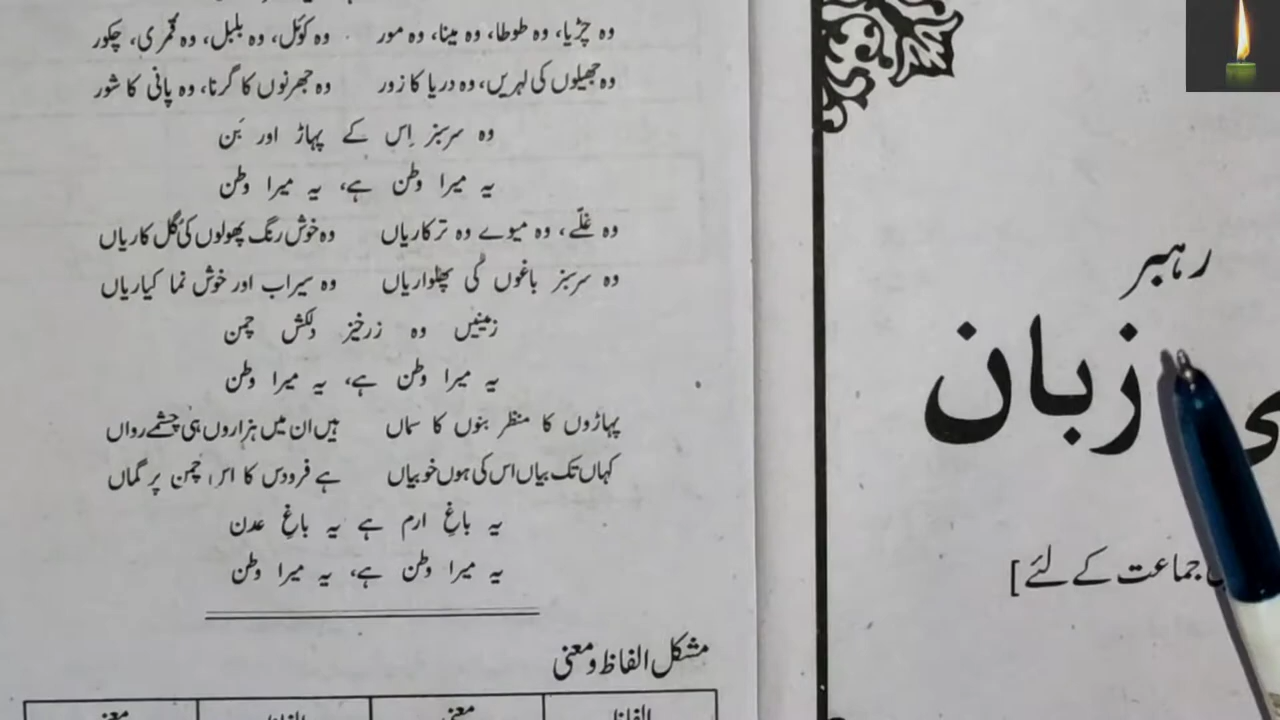 وہ چڑیا، وہ طوطا، وہ مینا، وہ مور وہ کوئل، وہ بلبل، وہ قمری، چکور
وہ جھیلوں کی لہریں، وہ دریا کا زور وہ جھرنوں کا گرنا، وہ پانی کا شور
وہ سرسبز اِس کے پہاڑ اور بَن
یہ میرا وطن ہے، یہ میرا وطن
وہ غلّے، وہ میوے وہ ترکاریاں وہ خوش رنگ پھولوں کی گل کاریاں
وہ سرسبز باغوں کی پھلواریاں وہ سیراب اور خوش نما کیاریاں
زمینیں وہ زرخیز دلکش چمن
یہ میرا وطن ہے، یہ میرا وطن
پہاڑوں کا منظر بنوں کا سماں ہیں ان میں ہزاروں ہی چشمے رواں
کہاں تک بیاں اس کی ہوں خوبیاں ہے فردوس کا اس چمن پر گماں
یہ باغِ ارم ہے یہ باغِ عدن
یہ میرا وطن ہے، یہ میرا وطن
مشکل الفاظ و معنی
الفاظ معنی الفاظ معنی
رہبر
زبان
جماعت کے لئے]